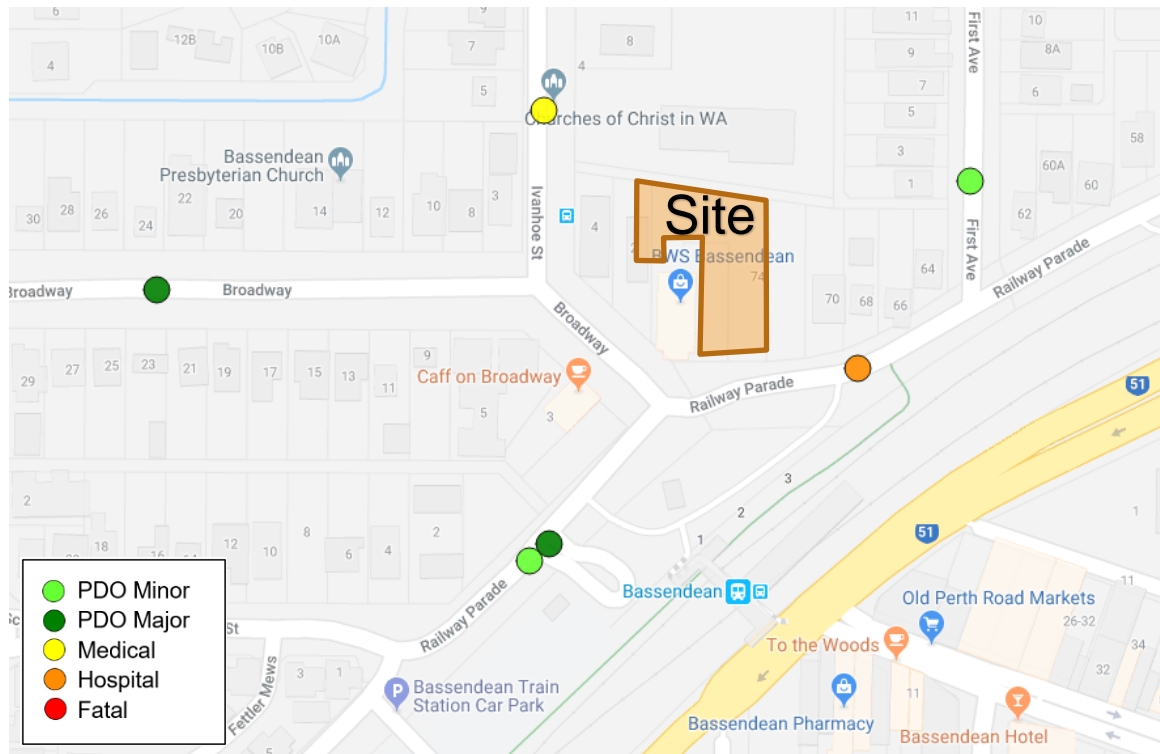 6
12B
10B
10A
4
9
7
5
8
4
11
9
7
5
3
1
10
8A
6
58
60A
60
62
First Ave
First Ave
Churches of Christ in WA
Bassendean
Presbyterian Church
30
28
26
24
22
20
14
12
10
8
3
Ivanhoe St
4
Site
BWS Bassendean
74
70
68
66
64
Railway Parade
Broadway
Broadway
Broadway
29
27
25
23
21
19
17
15
13
11
9
5
3
Caff on Broadway
Railway Parade
51
51
2
18
16
12
10
8
6
4
2
3
2
1
1
11
Bassendean
Old Perth Road Markets
26-32
34
32
To the Woods
11
Bassendean Pharmacy
Bassendean Hotel
Railway Parade
St
Fettler Mews
3
1
P
Bassendean Train
Station Car Park
PDO Minor
PDO Major
Medical
Hospital
Fatal